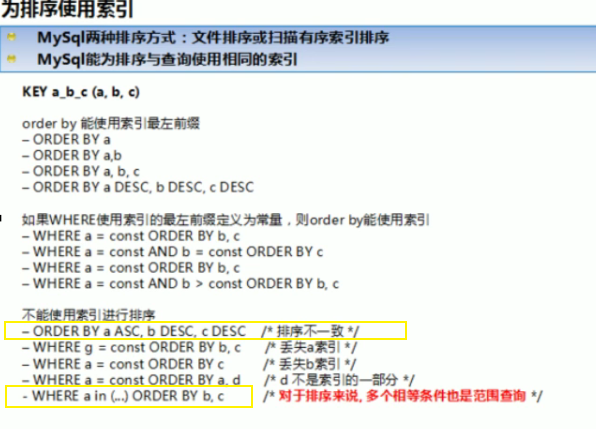 为排序使用索引
MySql两种排序方式：文件排序或扫描有序索引排序
MySql能为排序与查询使用相同的索引
KEY a_b_c (a, b, c)
order by 能使用索引最左前缀
– ORDER BY a
– ORDER BY a,b
– ORDER BY a, b, c
– ORDER BY a DESC, b DESC, c DESC
如果WHERE使用索引的最左前缀定义为常量，则order by能使用索引
– WHERE a = const ORDER BY b, c
– WHERE a = const AND b = const ORDER BY c
– WHERE a = const ORDER BY b, c
– WHERE a = const AND b > const ORDER BY b, c
不能使用索引进行排序
– ORDER BY a ASC, b DESC, c DESC /* 排序不一致 */
– WHERE g = const ORDER BY b, c /* 丢失a索引 */
– WHERE a = const ORDER BY c /* 丢失b索引 */
– WHERE a = const ORDER BY a, d /* d 不是索引的一部分 */
- WHERE a in (...) ORDER BY b, c /* 对于排序来说, 多个相等条件也是范围查询 */